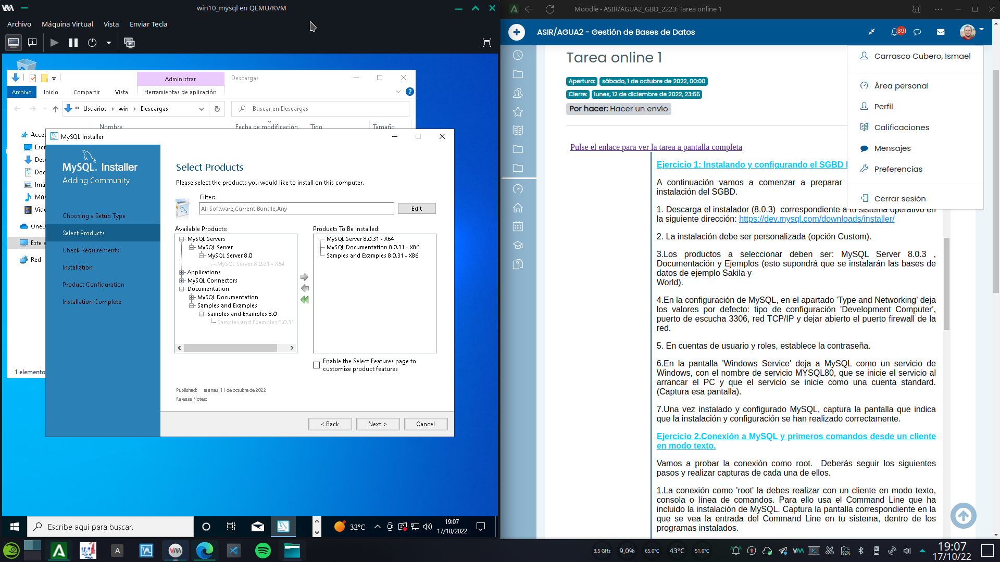 win10_mysql en QEMU/KVM
Archivo Máquina Virtual Vista Enviar Tecla
Administrar
Descargas
Archivo Inicio Compartir Vista Herramientas de aplicación
« Usuarios > win > Descargas
Buscar en Descargas
Nombre Fecha de modificación Tipo Tamaño
Acce
Escr
Des
Doc
Imá
Mús
Víde
OneD
Este e
Red
1 elemento
MySQL Installer
MySQL. Installer
Adding Community
Choosing a Setup Type
Select Products
Check Requirements
Installation
Product Configuration
Installation Complete
Select Products
Please select the products you would like to install on this computer.
Filter:
All Software,Current Bundle,Any
Edit
Available Products:
MySQL Servers
MySQL Server
MySQL Server 8.0
MySQL Server 8.0.31 - X64
Applications
MySQL Connectors
Documentation
MySQL Documentation
Samples and Examples
Samples and Examples 8.0
Samples and Examples 8.0.31 -
Products To Be Installed:
MySQL Server 8.0.31 - X64
MySQL Documentation 8.0.31 - X86
Samples and Examples 8.0.31 - X86
Enable the Select Features page to
customize product features
Published: martes, 11 de octubre de 2022
Release Notes:
< Back Next > Cancel
Escribe aquí para buscar.
32°C
19:07
17/10/2022
Moodle - ASIR/AGUA2_GBD_2223: Tarea online 1
ASIR/AGUA2 - Gestión de Bases de Datos
391
Tarea online 1
Apertura: sábado, 1 de octubre de 2022, 00:00
Cierre: lunes, 12 de diciembre de 2022, 23:55
Por hacer: Hacer un envío
Carrasco Cubero, Ismael
Área personal
Perfil
Calificaciones
Mensajes
Preferencias
Cerrar sesión
Pulse el enlace para ver la tarea a pantalla completa
Ejercicio 1: Instalando y configurando el SGBD
A continuación vamos a comenzar a preparar
instalación del SGBD.
1. Descarga el instalador (8.0.3) correspondiente a tu sistema operativo en
la siguiente dirección: https://dev.mysql.com/downloads/installer/
2. La instalación debe ser personalizada (opción Custom).
3.Los productos a seleccionar deben ser: MySQL Server 8.0.3 ,
Documentación y Ejemplos (esto supondrá que se instalarán las bases de
datos de ejemplo Sakila y
World).
4.En la configuración de MySQL, en el apartado 'Type and Networking' deja
los valores por defecto: tipo de configuración 'Development Computer',
puerto de escucha 3306, red TCP/IP y dejar abierto el puerto firewall de la
red.
5. En cuentas de usuario y roles, establece la contraseña.
6.En la pantalla 'Windows Service' deja a MySQL como un servicio de
Windows, con el nombre de servicio MYSQL80, que se inicie el servicio al
arrancar el PC y que el servicio se inicie como una cuenta standard.
(Captura esa pantalla).
7.Una vez instalado y configurado MySQL, captura la pantalla que indica
que la instalación y configuración se han realizado correctamente.
Ejercicio 2.Conexión a MySQL y primeros comandos desde un cliente
en modo texto.
Vamos a probar la conexión como root. Deberás seguir los siguientes
pasos y realizar capturas de cada una de ellos.
1.La conexión como 'root' la debes realizar con un cliente en modo texto,
consola o línea de comandos. Para ello usa el Command Line que ha
incluido la instalación de MySQL. Captura la pantalla correspondiente en la
que se vea la entrada del Command Line en tu sistema, dentro de los
programas instalados.
3,5 GHz 9,0% 65,0°C 43°C 51,0°C
92%
19:07
17/10/22